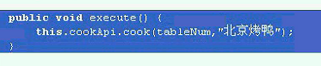 public void execute() {
this.cookApi.cook(tableNum,"北京烤鸭");
}